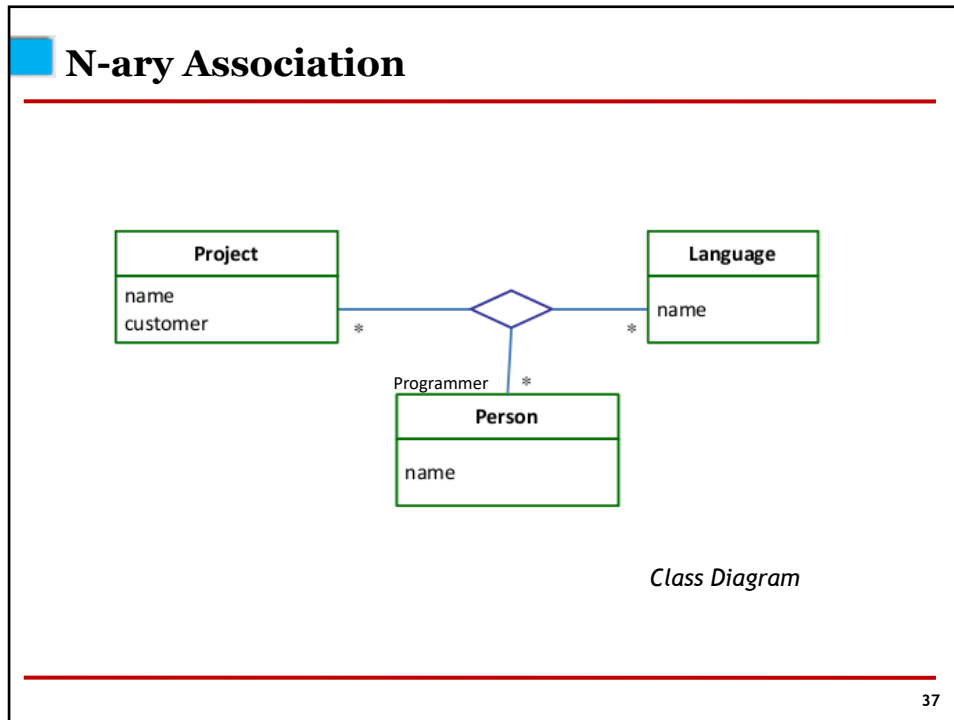 N-ary Association
Project
name
customer
*
Language
name
*
Programmer *
Person
name
Class Diagram
37